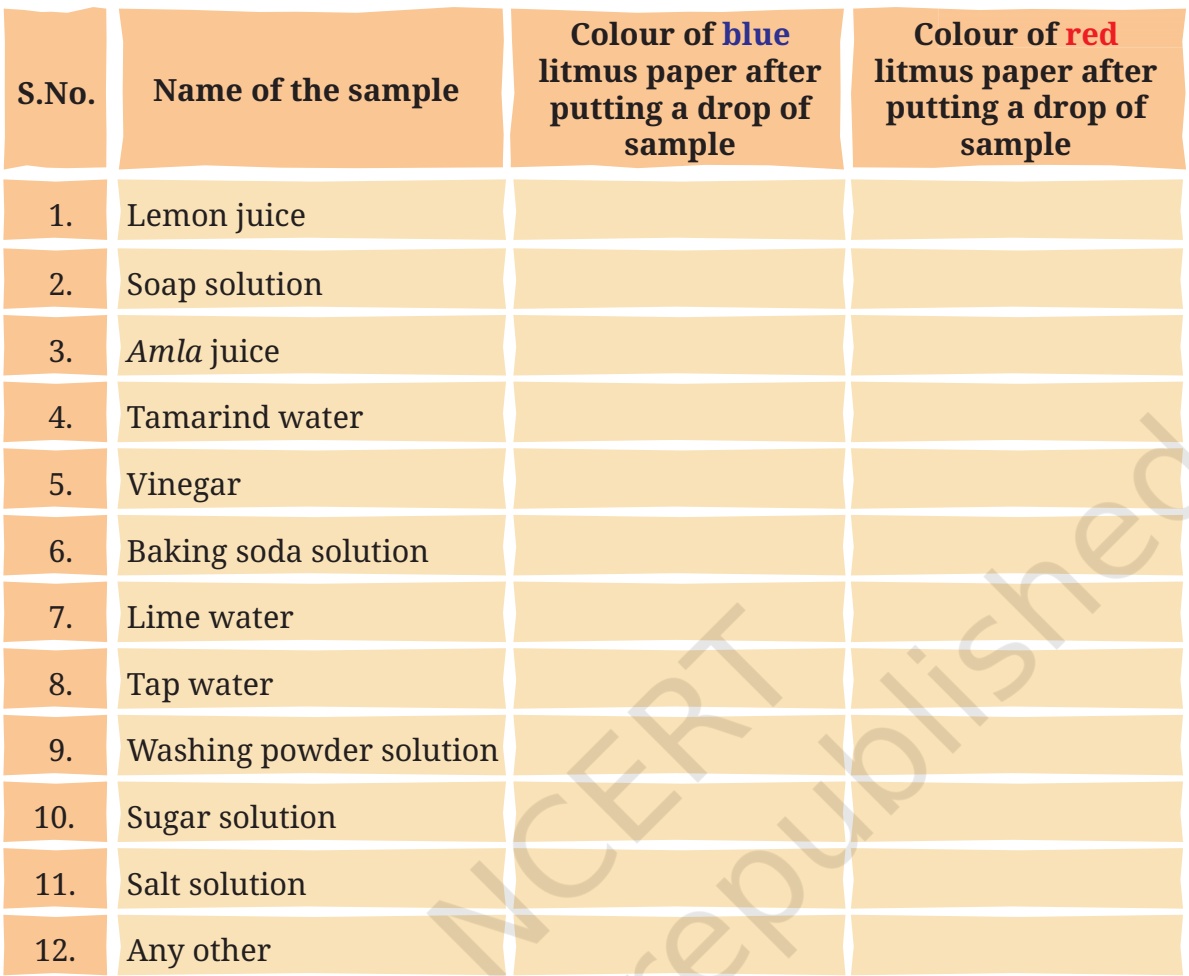 S.No.
Name of the sample
Colour of blue
litmus paper after
putting a drop of
sample
Colour of red
litmus paper after
putting a drop of
sample
1. Lemon juice
2. Soap solution
3. Amla juice
4. Tamarind water
5. Vinegar
6. Baking soda solution
7. Lime water
8. Tap water
9. Washing powder solution
10. Sugar solution
11. Salt solution
12. Any other
NCERT
republished